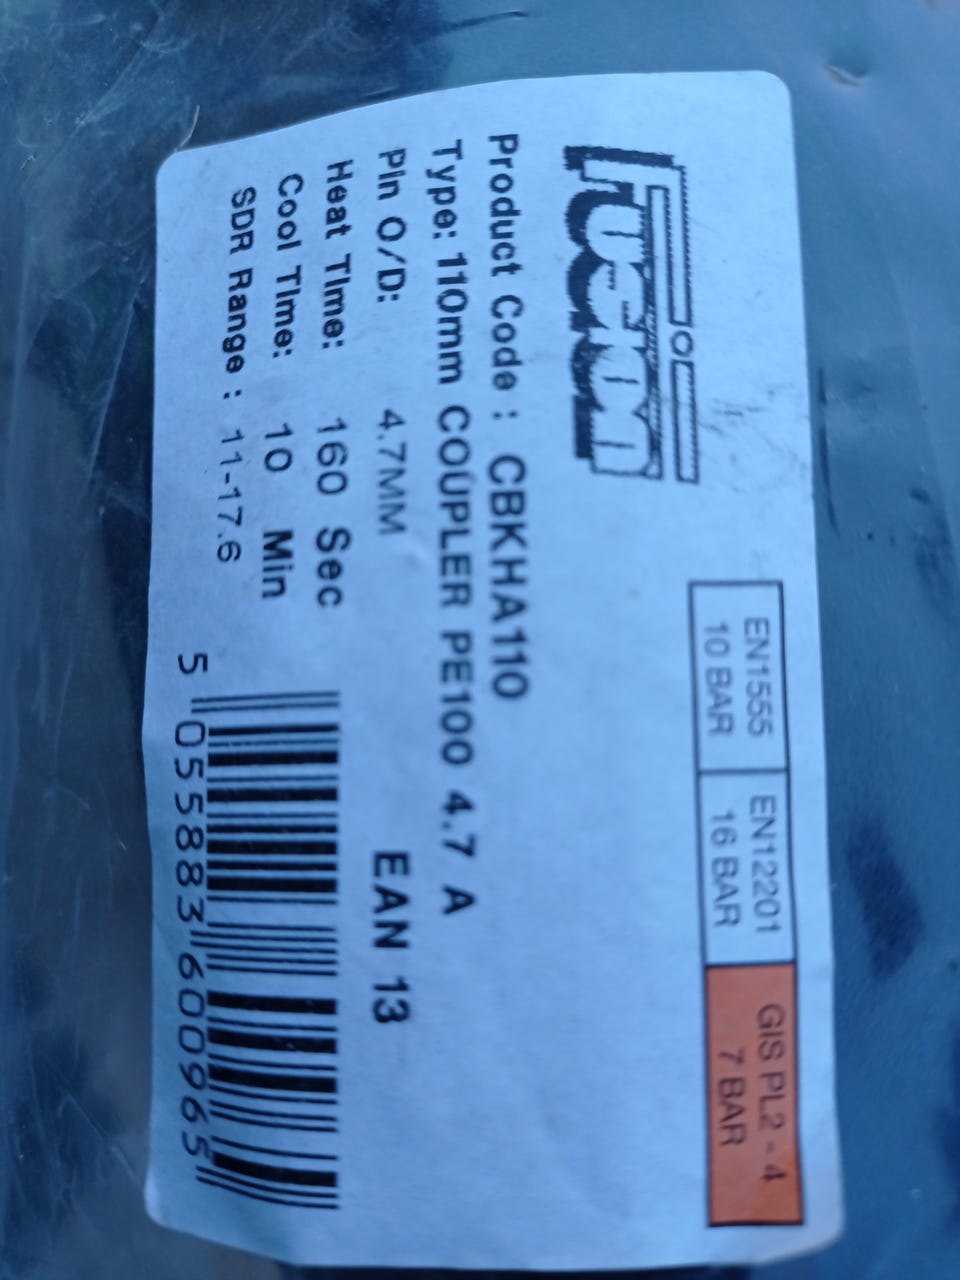 Fusion
EN1555
10 BAR
EN12201
16 BAR
GIS PL2 - 4
7 BAR
Product Code : CBKHA110
Type: 110mm COUPLER PE100 4.7 A
Pin O/D: 4.7MM
EAN 13
Heat Time: 160 Sec
Cool Time: 10 Min
SDR Range : 11-17.6
5 055883 600965